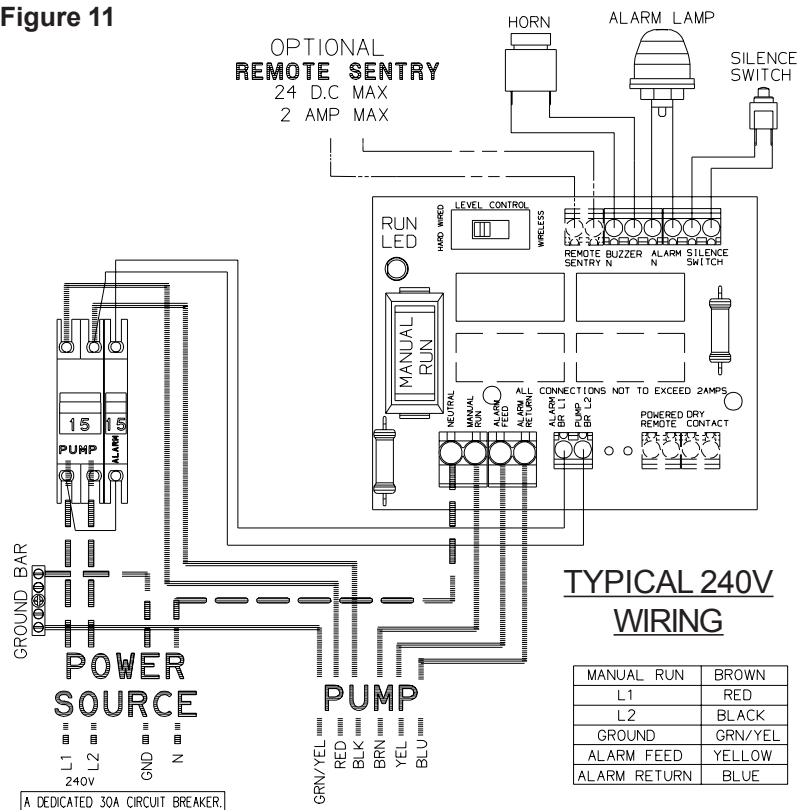 Figure 11
OPTIONAL
REMOTE SENTRY
24 D.C MAX
2 AMP MAX
HORN
ALARM LAMP
SILENCE
SWITCH
RUN
LED
HARD WIRED
LEVEL CONTROL
WIRELESS
REMOTE
SENTRY
BUZZER
N
ALARM
N
SILENCE
SWITCH
MANUAL
RUN
ALL CONNECTIONS NOT TO EXCEED 2AMPS
NEUTRAL
MANUAL
RUN
ALARM
FEED
ALARM
RETURN
ALARM
BR L1
PUMP
BR L2
POWERED
REMOTE
DRY
CONTACT
15
15
PUMP
ALARM
GROUND BAR
POWER
SOURCE
L1
L2
240V
GND
N
A DEDICATED 30A CIRCUIT BREAKER.
PUMP
GRN/YEL
RED
BLK
BRN
YEL
BLU
TYPICAL 240V
WIRING
MANUAL RUN BROWN
L1 RED
L2 BLACK
GROUND GRN/YEL
ALARM FEED YELLOW
ALARM RETURN BLUE